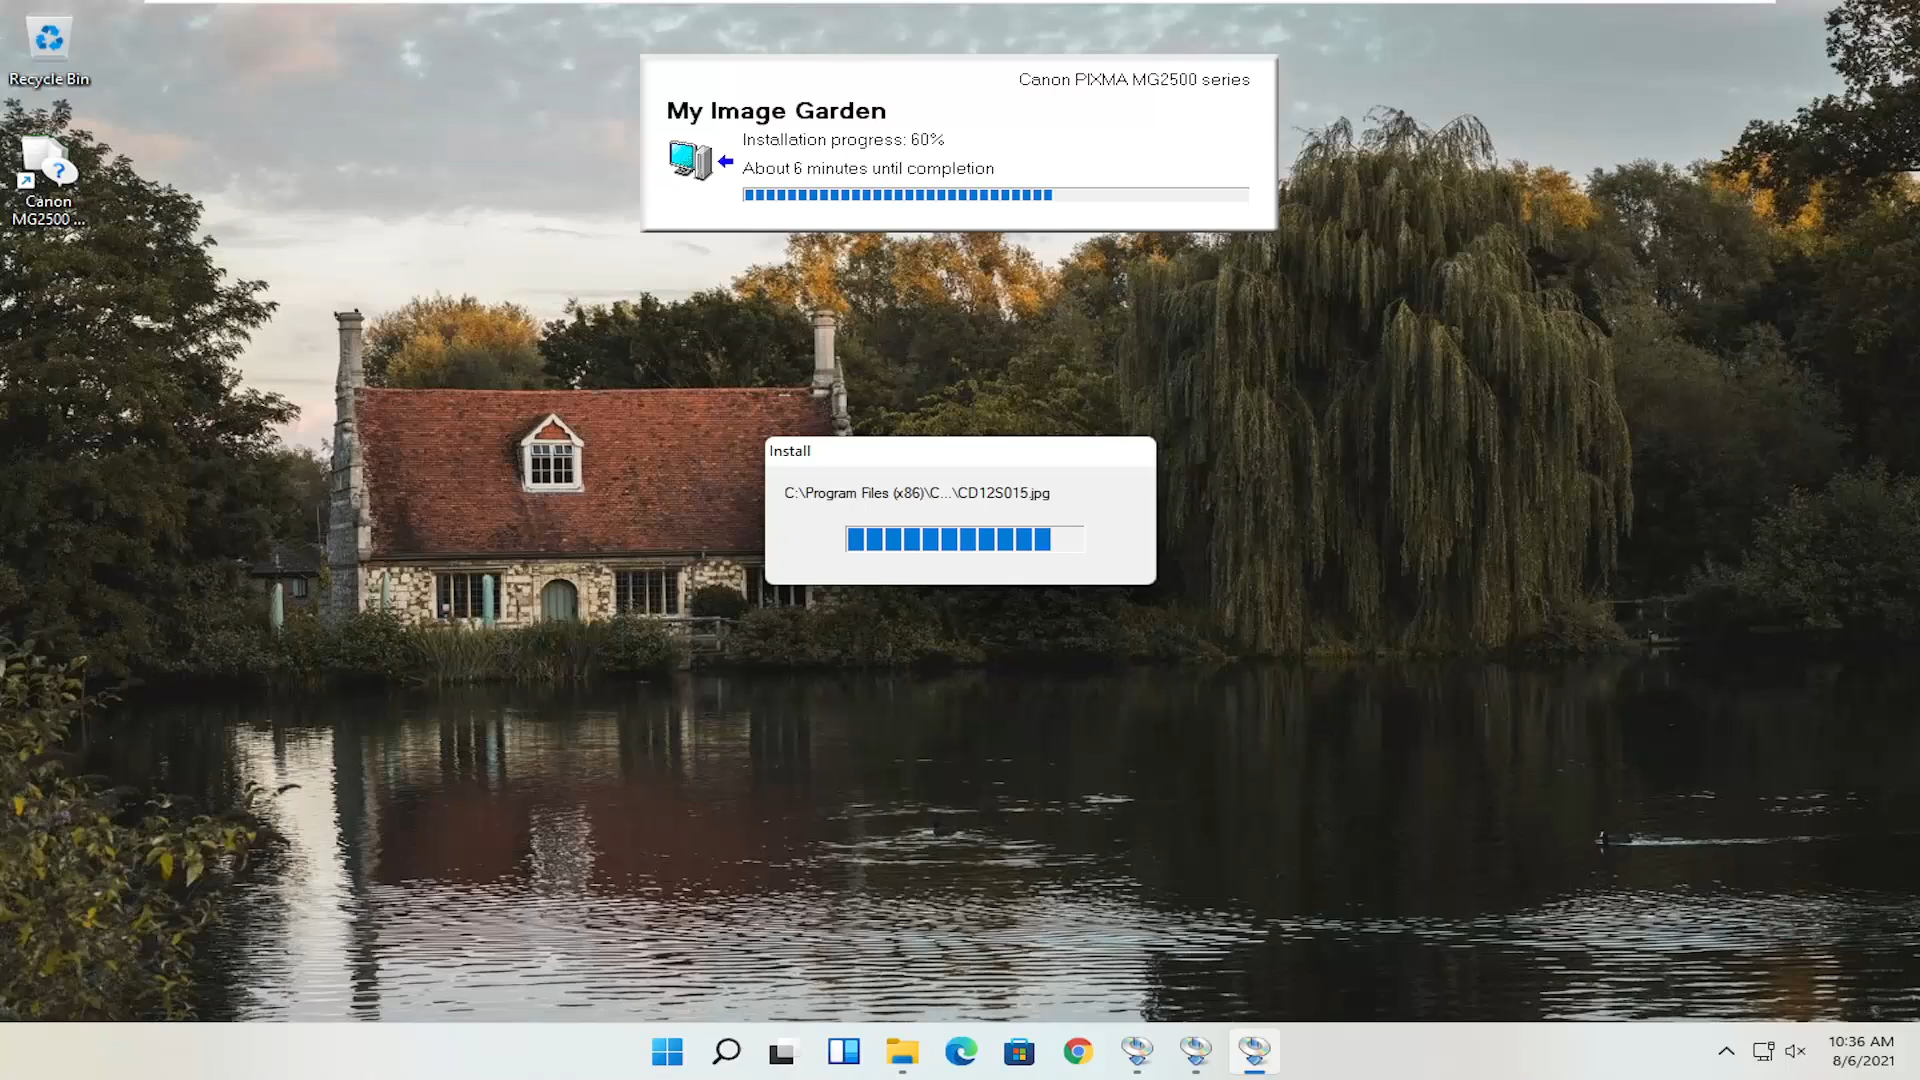 Recycle Bin
Canon
MG2500 ...
Canon PIXMA MG2500 series
My Image Garden
Installation progress: 60%
About 6 minutes until completion
Install
C:\Program Files (x86)\C...\CD12S015.jpg
10:36 AM
8/6/2021